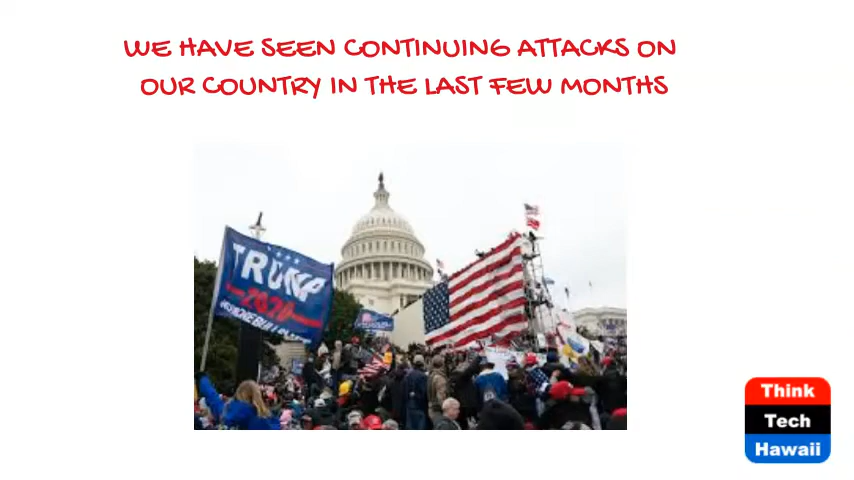 WE HAVE SEEN CONTINUING ATTACKS ON
OUR COUNTRY IN THE LAST FEW MONTHS
TRUMP
2020
Think
Tech
Hawaii